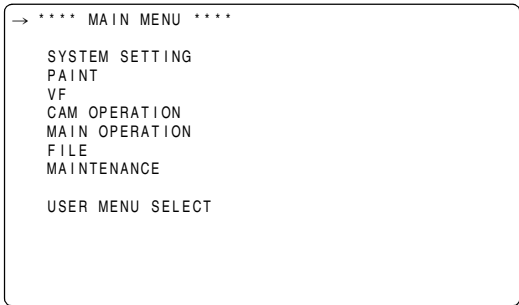 → **** MAIN MENU ****
SYSTEM SETTING
PAINT
VF
CAM OPERATION
MAIN OPERATION
FILE
MAINTENANCE
USER MENU SELECT